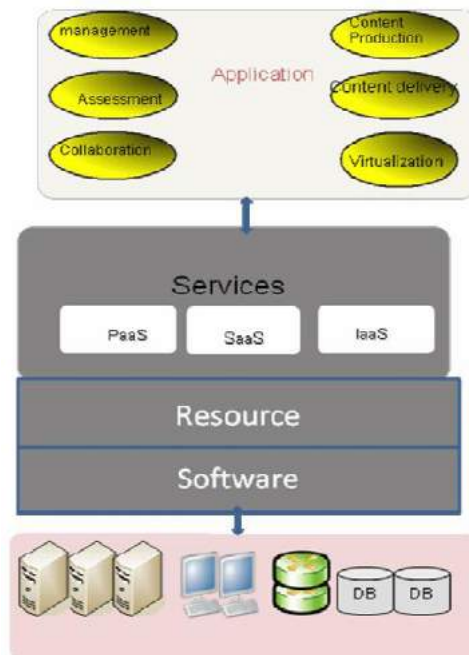 management
Content
Production
Application
Assessment
Content delivery
Collaboration
Virtualization
Services
PaaS
SaaS
IaaS
Resource
Software
DB
DB